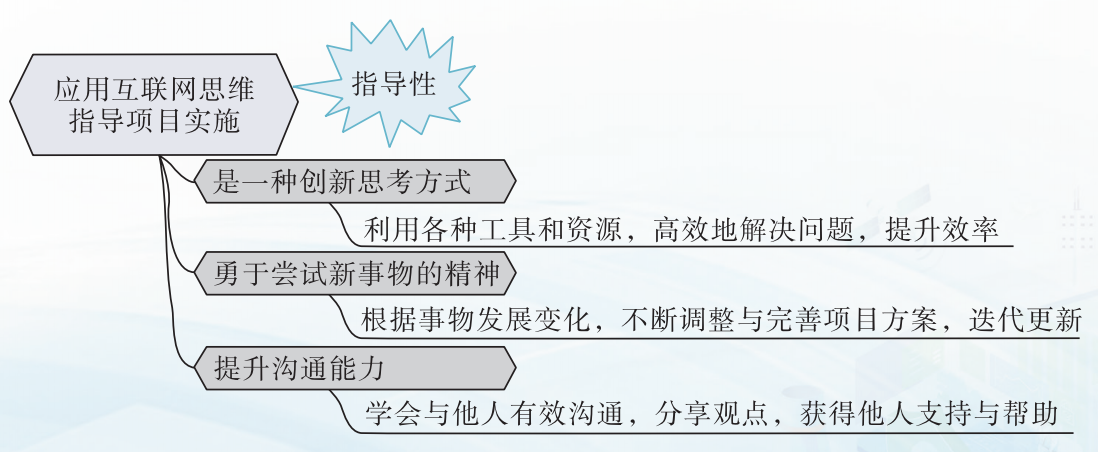 应用互联网思维
指导项目实施
指导性
是一种创新思考方式
利用各种工具和资源，高效地解决问题，提升效率
勇于尝试新事物的精神
根据事物发展变化，不断调整与完善项目方案，迭代更新
提升沟通能力
学会与他人有效沟通，分享观点，获得他人支持与帮助